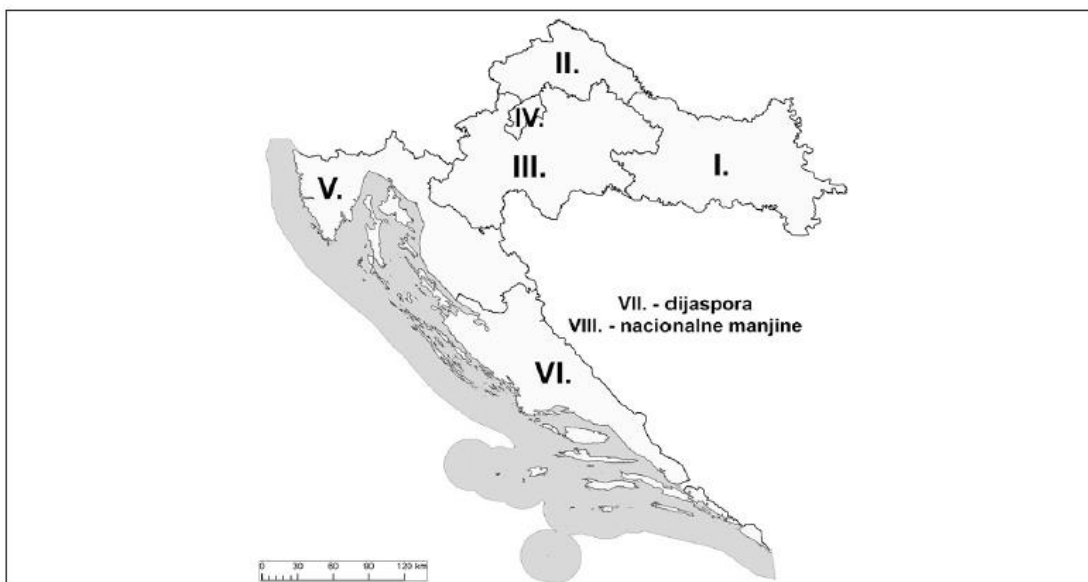 II.
IV.
III.
I.
V.
VII. - dijaspora
VIII. - nacionalne manjine
VI.
0 30 60 90 120 km